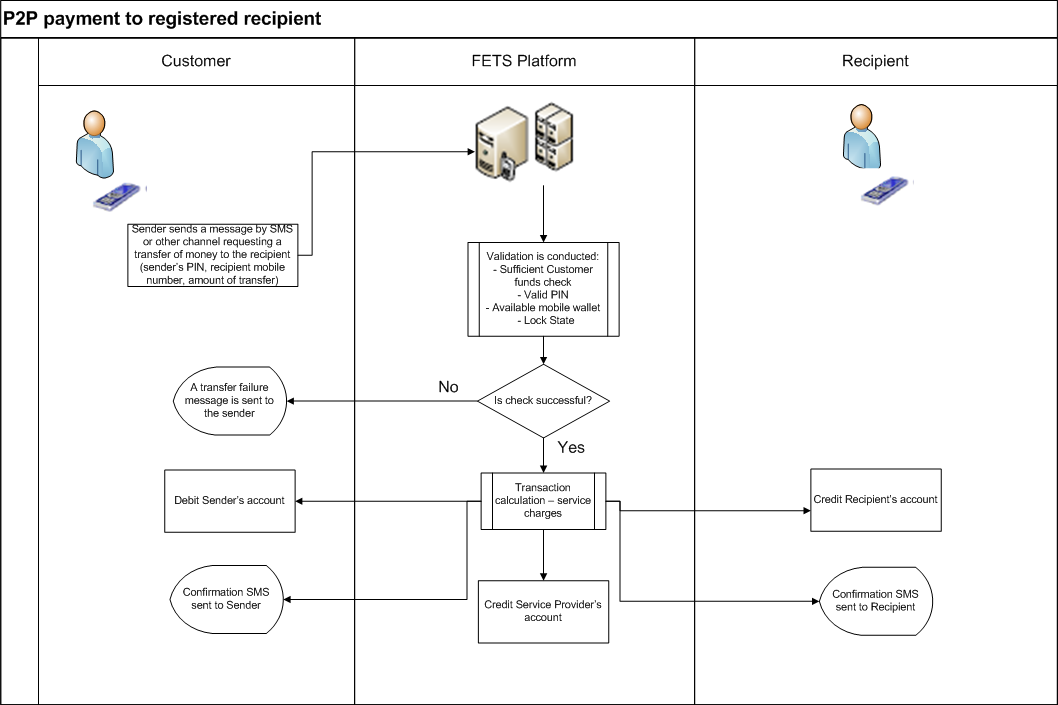 P2P payment to registered recipient
Customer
FETS Platform
Recipient
Sender sends a message by SMS
or other channel requesting a
transfer of money to the recipient
(sender's PIN, recipient mobile
number, amount of transfer)
Validation is conducted:
- Sufficient Customer
funds check
- Valid PIN
- Available mobile wallet
- Lock State
A transfer failure
message is sent to
the sender
No
Is check successful?
Yes
Debit Sender's account
Transaction
calculation – service
charges
Credit Recipient's account
Confirmation SMS
sent to Sender
Credit Service Provider's
account
Confirmation SMS
sent to Recipient